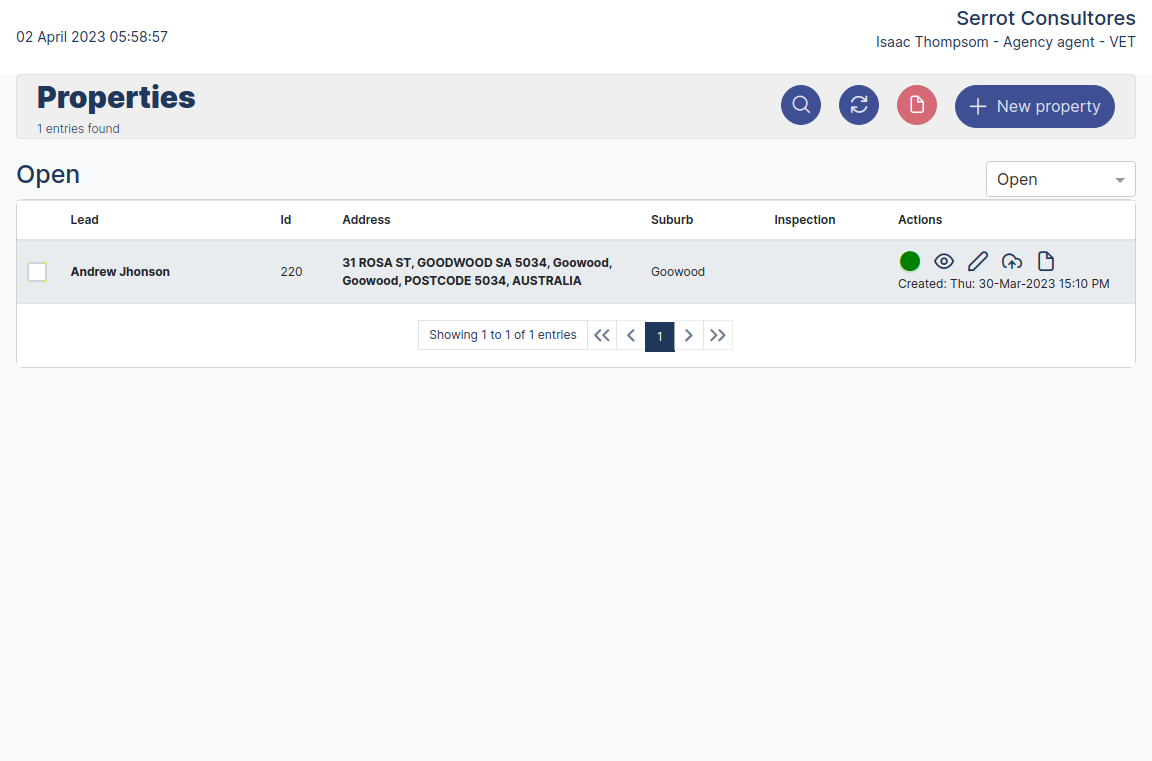 Serrot Consultores
02 April 2023 05:58:57
Isaac Thompsom - Agency agent - VET
Properties
1 entries found
New property
Open
Open
Lead Id Address Suburb Inspection Actions
31 ROSA ST, GOODWOOD SA 5034, Goowood,
Andrew Jhonson 220 Goowood
Goowood, POSTCODE 5034, AUSTRALIA
Created: Thu: 30-Mar-2023 15:10 PM
Showing 1 to 1 of 1 entries
1